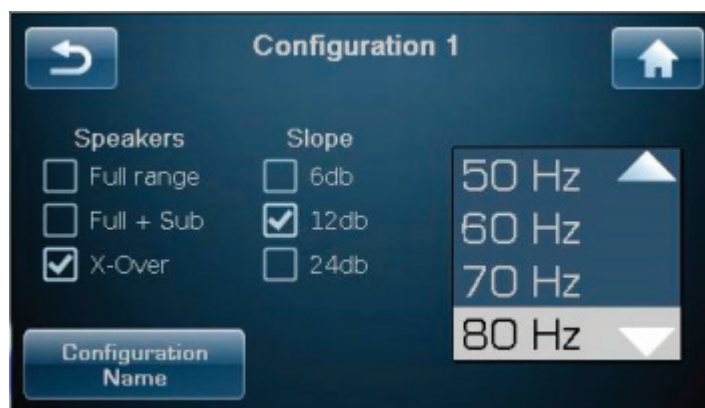 Configuration 1
Speakers
Full range
Full + Sub
X-Over
Slope
6db
12db
24db
50 Hz
60 Hz
70 Hz
80 Hz
Configuration
Name